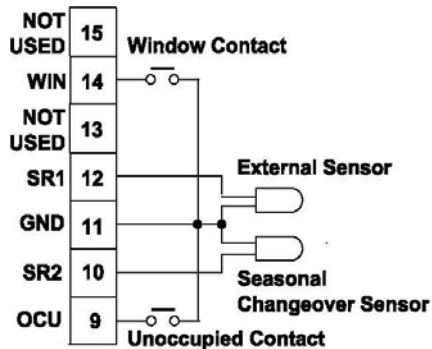 NOT
USED 15
Window Contact
WIN 14
NOT
USED 13
SR1 12
External Sensor
GND 11
SR2 10
Seasonal
Changeover Sensor
OCU 9
Unoccupied Contact